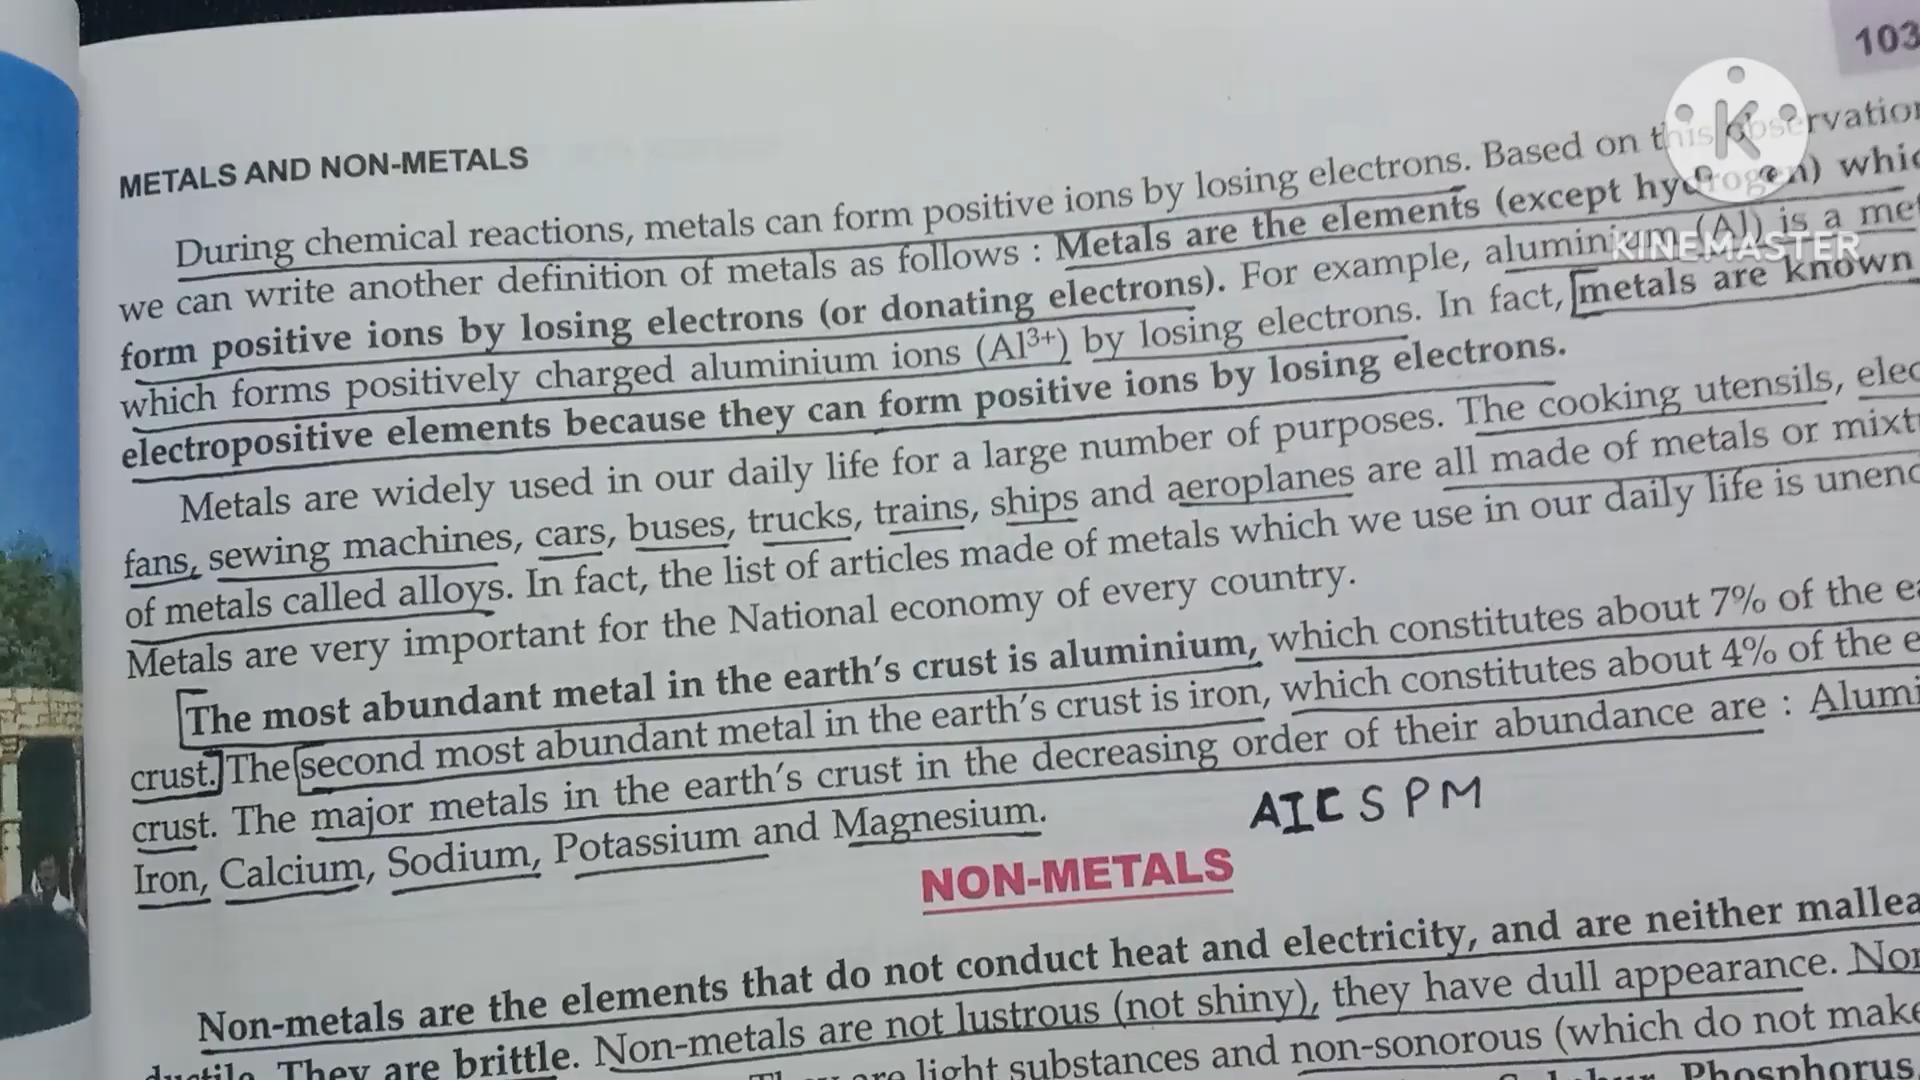 103
METALS AND NON-METALS
During chemical reactions, metals can form positive ions by losing electrons. Based on this observation
we can write another definition of metals as follows : Metals are the elements (except hydrogen) which
form positive ions by losing electrons (or donating electrons). For example, aluminium (Al) is a met
which forms positively charged aluminium ions (Al3+) by losing electrons. In fact, metals are known
electropositive elements because they can form positive ions by losing electrons.
Metals are widely used in our daily life for a large number of purposes. The cooking utensils, elec
fans, sewing machines, cars, buses, trucks, trains, ships and aeroplanes are all made of metals or mixt
of metals called alloys. In fact, the list of articles made of metals which we use in our daily life is unend
Metals are very important for the National economy of every country.
The most abundant metal in the earth's crust is aluminium, which constitutes about 7% of the ea
crust. The second most abundant metal in the earth's crust is iron, which constitutes about 4% of the e
crust. The major metals in the earth's crust in the decreasing order of their abundance are : Alumi
Iron, Calcium, Sodium, Potassium and Magnesium.
AICSPM
NON-METALS
Non-metals are the elements that do not conduct heat and electricity, and are neither mallea
ductile. They are brittle. Non-metals are not lustrous (not shiny), they have dull appearance. Non
They are light substances and non-sonorous (which do not make
Phosphorus,
K
KINEMASTER